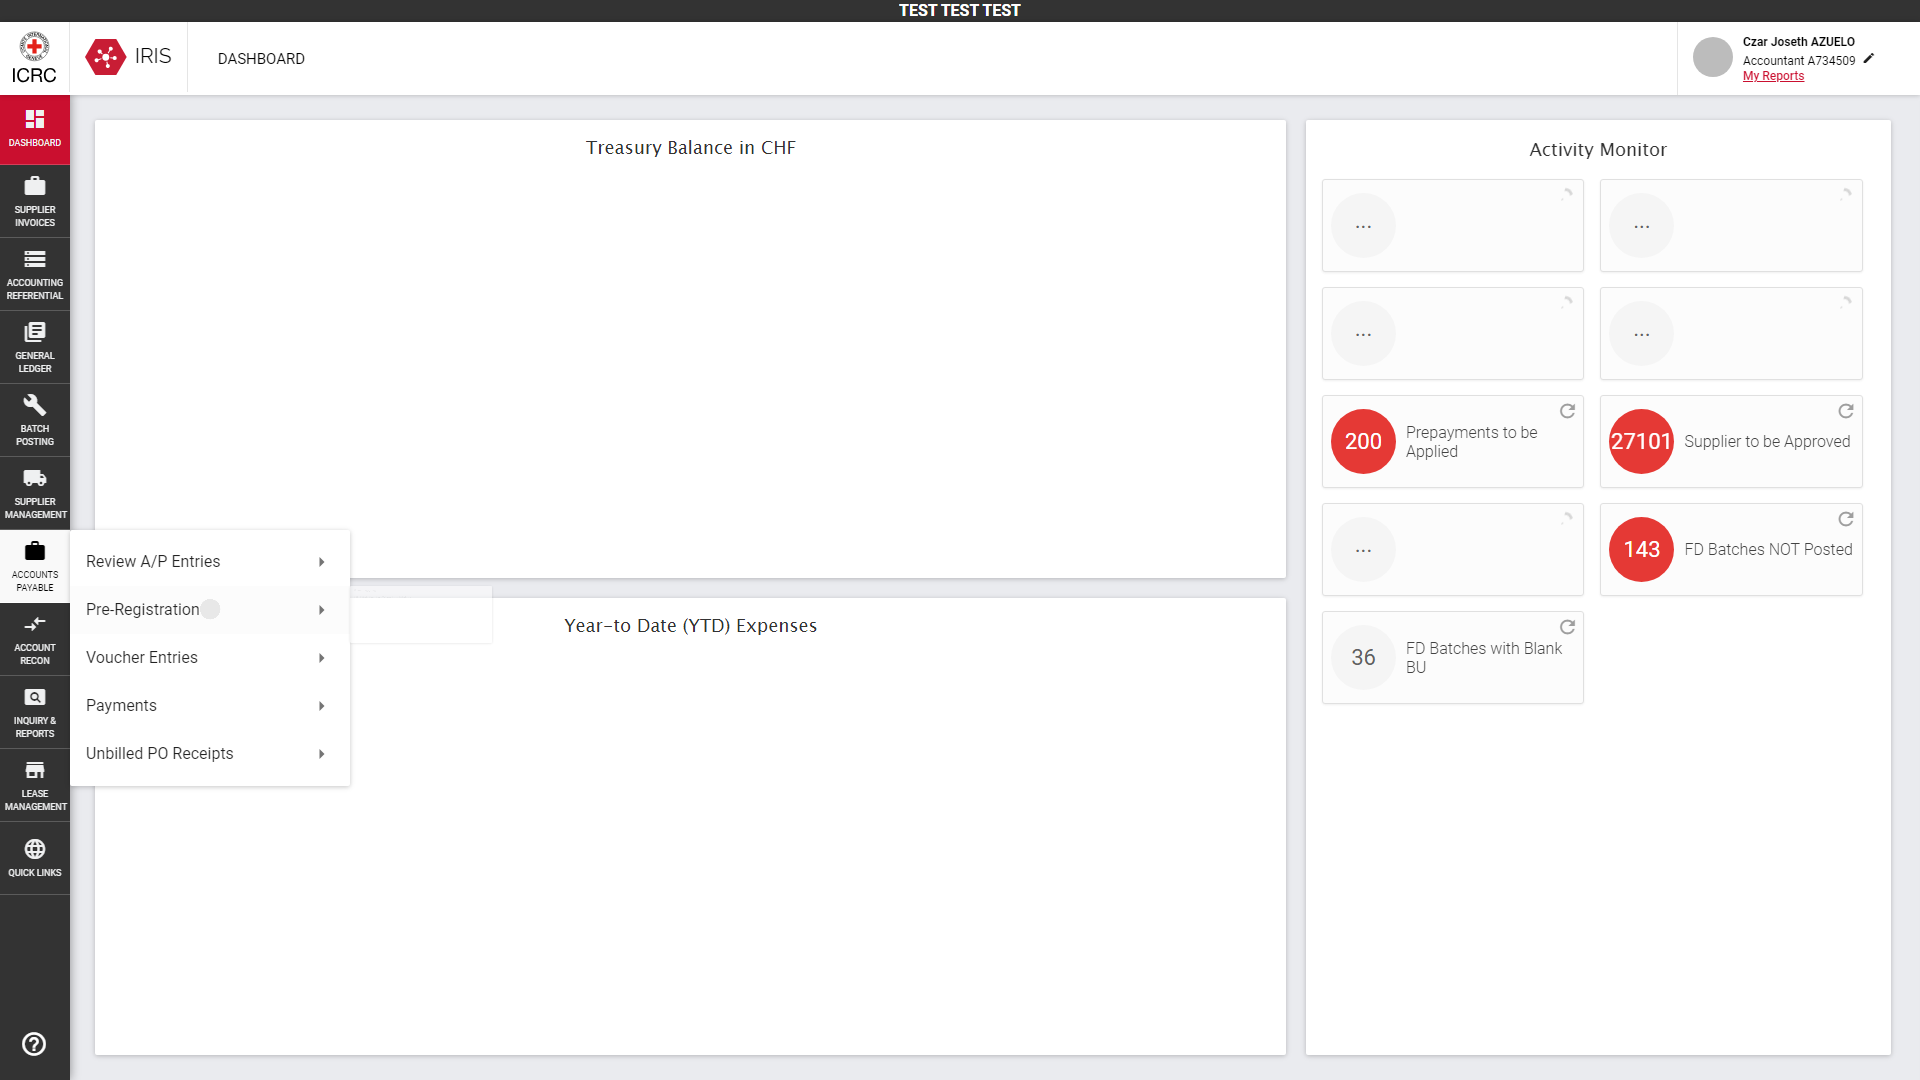 TEST TEST TEST
ICRC
IRIS
DASHBOARD
Czar Joseth AZUELO
Accountant A734509
My Reports
DASHBOARD
SUPPLIER
INVOICES
ACCOUNTING
REFERENTIAL
GENERAL
LEDGER
BATCH
POSTING
SUPPLIER
MANAGEMENT
ACCOUNTS
PAYABLE
ACCOUNT
RECON
INQUIRY &
REPORTS
LEASE
MANAGEMENT
QUICK LINKS
Review A/P Entries
Pre-Registration
Voucher Entries
Payments
Unbilled PO Receipts
Treasury Balance in CHF
Year-to Date (YTD) Expenses
Activity Monitor
...
...
...
...
200
Prepayments to be
Applied
27101
Supplier to be Approved
...
143
FD Batches NOT Posted
36
FD Batches with Blank
BU